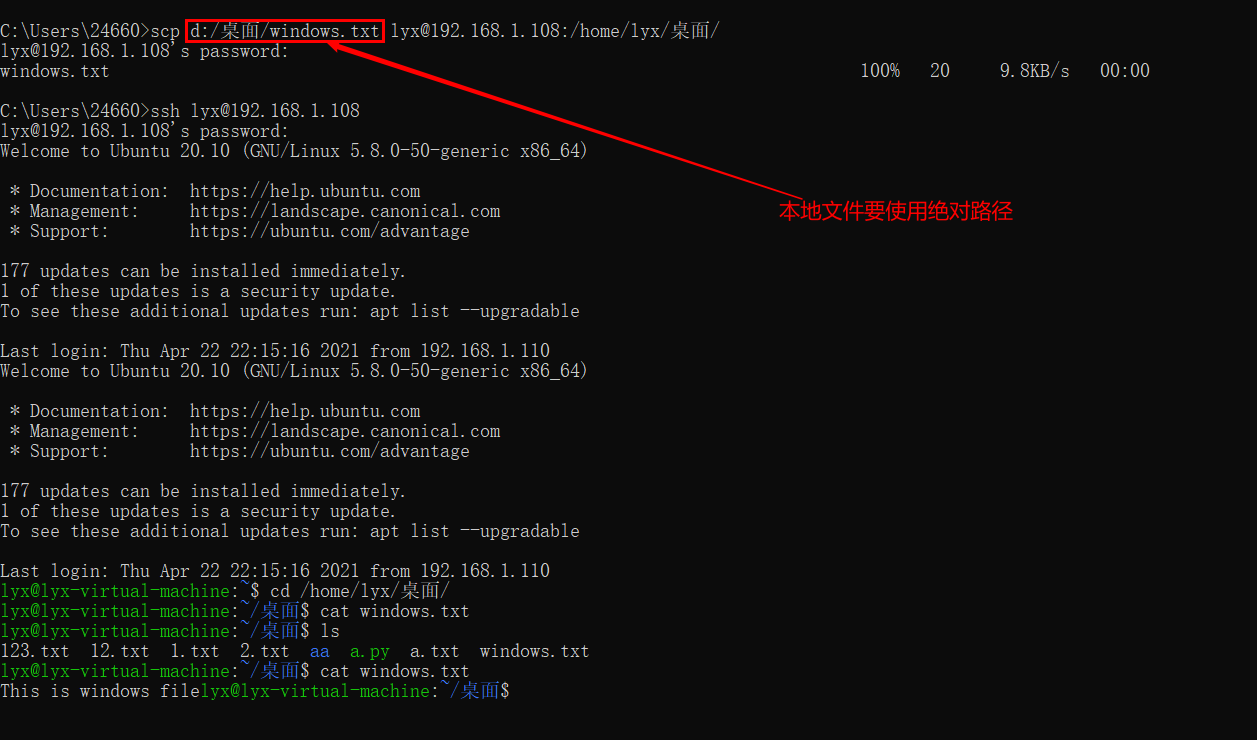 C:\Users\24660>scp d:/桌面/windows.txt lyx@192.168.1.108:/home/lyx/桌面/
lyx@192.168.1.108's password:
windows.txt 100% 20 9.8KB/s 00:00
C:\Users\24660>ssh lyx@192.168.1.108
lyx@192.168.1.108's password:
Welcome to Ubuntu 20.10 (GNU/Linux 5.8.0-50-generic x86_64)
* Documentation: https://help.ubuntu.com
* Management: https://landscape.canonical.com
* Support: https://ubuntu.com/advantage
本地文件要使用绝对路径
177 updates can be installed immediately.
1 of these updates is a security update.
To see these additional updates run: apt list --upgradable
Last login: Thu Apr 22 22:15:16 2021 from 192.168.1.110
Welcome to Ubuntu 20.10 (GNU/Linux 5.8.0-50-generic x86_64)
* Documentation: https://help.ubuntu.com
* Management: https://landscape.canonical.com
* Support: https://ubuntu.com/advantage
177 updates can be installed immediately.
1 of these updates is a security update.
To see these additional updates run: apt list --upgradable
Last login: Thu Apr 22 22:15:16 2021 from 192.168.1.110
lyx@lyx-virtual-machine:~$ cd /home/lyx/桌面/
lyx@lyx-virtual-machine:~/桌面$ cat windows.txt
lyx@lyx-virtual-machine:~/桌面$ ls
123.txt 12.txt 1.txt 2.txt aa a.py a.txt windows.txt
lyx@lyx-virtual-machine:~/桌面$ cat windows.txt
This is windows filelyx@lyx-virtual-machine:~/桌面$